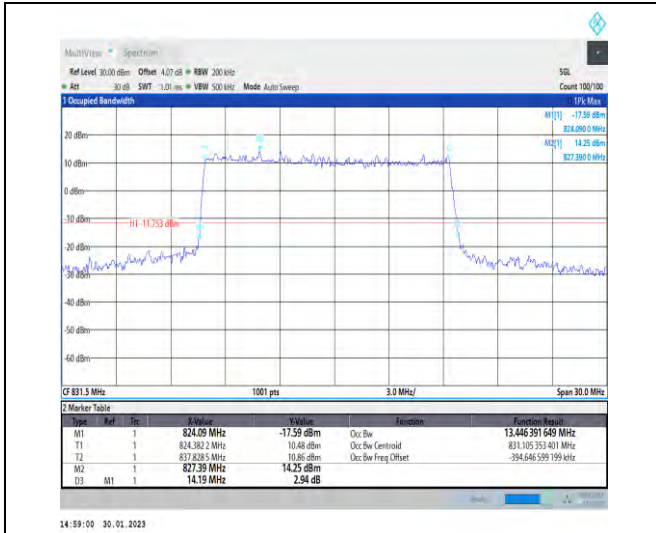 MultiView Spectrum
Ref Level 30.00 dBm Offset 4.07 dB RBW 200 kHz SGL
Att 30 dB SWT 1.01 ms VBW 500 kHz Mode Auto Sweep Count 100/100
1 Occupied Bandwidth 1Pk Max
M1[1] -17.59 dBm
824.090 0 MHz
M2[1] 14.25 dBm
827.390 0 MHz
20 dBm
10 dBm
0 dBm
-10 dBm
H1 -11.753 dBm
-20 dBm
-30 dBm
-40 dBm
-50 dBm
-60 dBm
CF 831.5 MHz 1001 pts 3.0 MHz/ Span 30.0 MHz
2 Marker Table
Type Ref Trc X-Value Y-Value Function Function Result
M1 1 824.09 MHz -17.59 dBm Occ Bw 13.446 391 649 MHz
T1 1 824.382 2 MHz 10.48 dBm Occ Bw Centroid 831.105 353 401 MHz
T2 1 837.828 5 MHz 10.86 dBm Occ Bw Freq Offset -394.646 599 199 kHz
M2 1 827.39 MHz 14.25 dBm
D3 M1 1 14.19 MHz 2.94 dB
14:59:00 30.01.2023